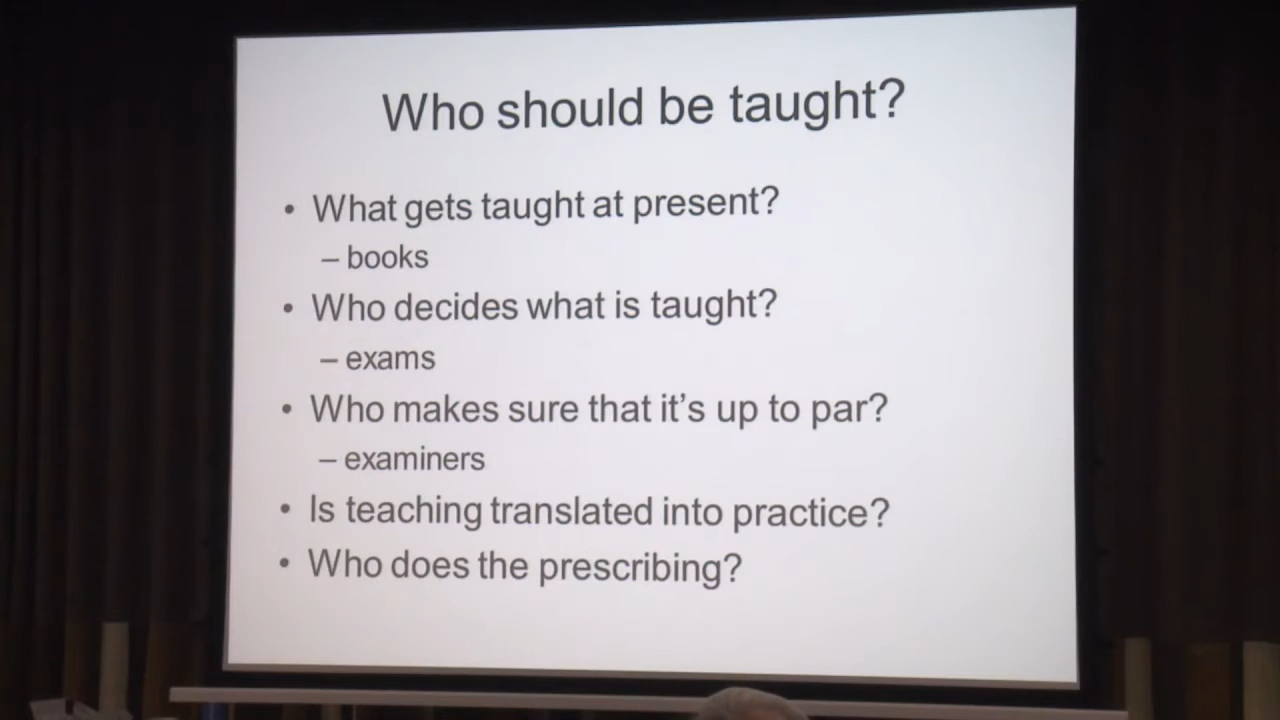 Who should be taught?
• What gets taught at present?
– books
• Who decides what is taught?
– exams
• Who makes sure that it's up to par?
– examiners
• Is teaching translated into practice?
• Who does the prescribing?